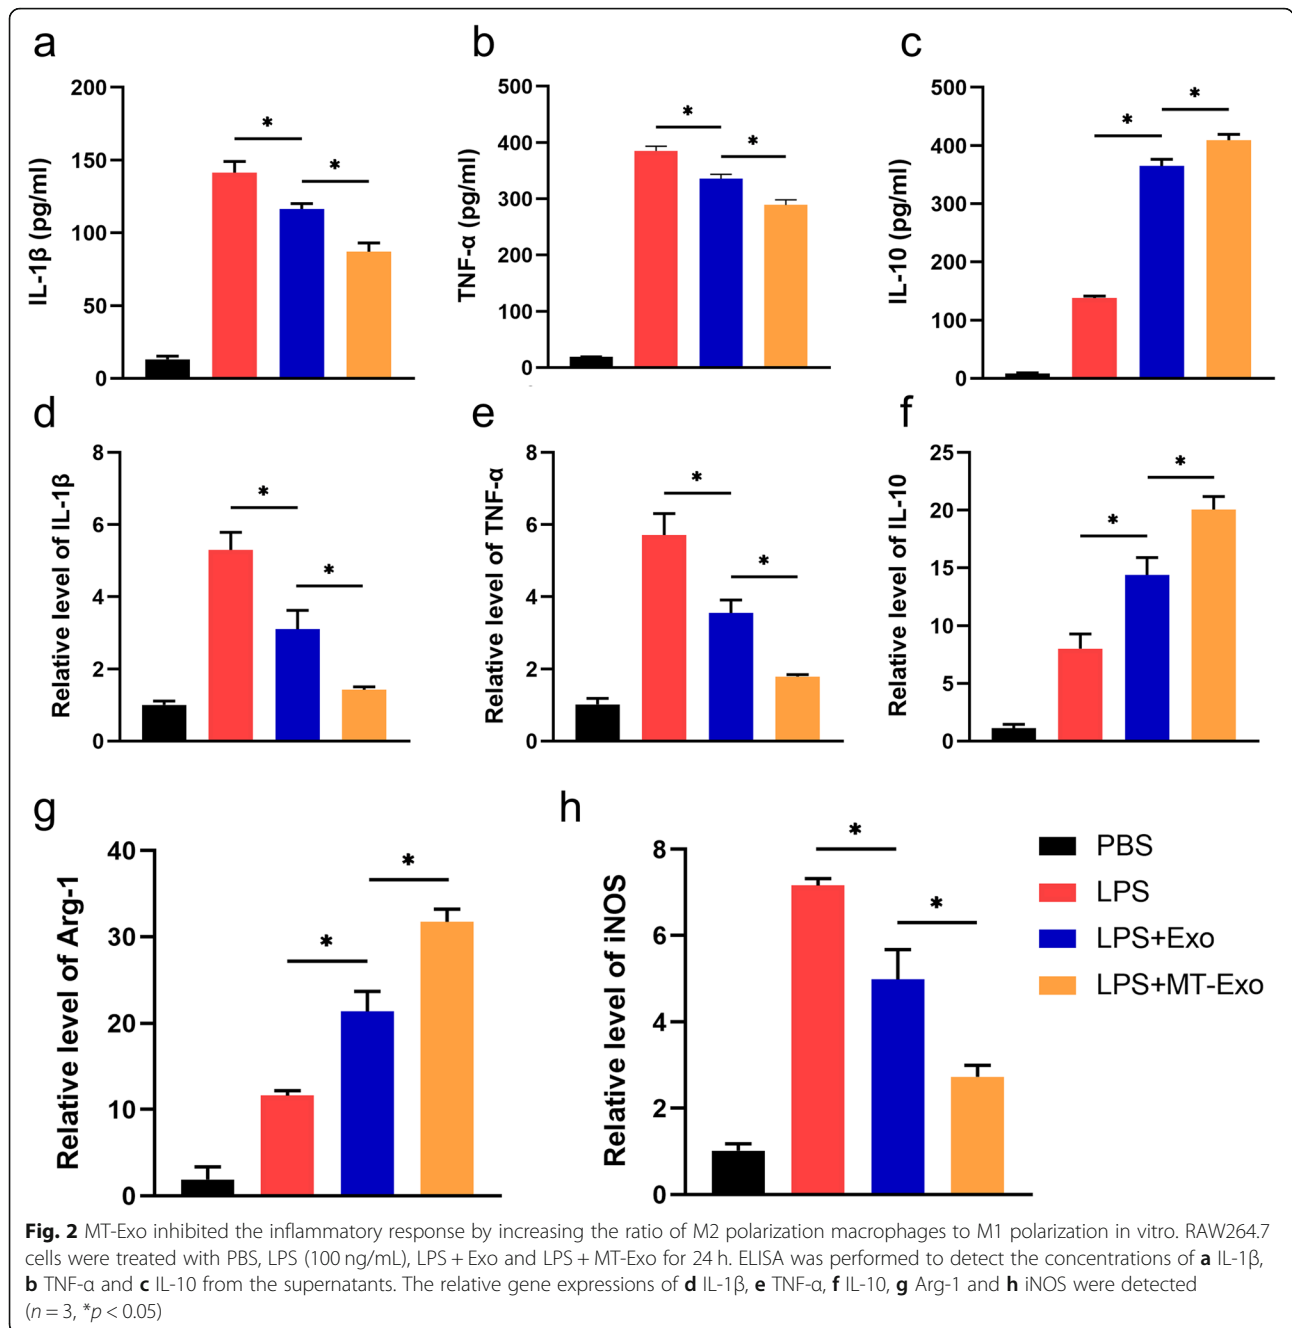 a
b
c
IL-1β (pg/ml)
200
150
100
50
0
*
*
TNF-α (pg/ml)
500
400
300
200
100
0
*
*
IL-10 (pg/ml)
500
400
300
200
100
0
*
*
d
e
f
Relative level of IL-1β
8
6
4
2
0
*
*
Relative level of TNF-α
8
6
4
2
0
*
*
Relative level of IL-10
25
20
15
10
5
0
*
*
g
h
Relative level of Arg-1
40
30
20
10
0
*
*
Relative level of iNOS
8
6
4
2
0
*
*
PBS
LPS
LPS+Exo
LPS+MT-Exo
Fig. 2 MT-Exo inhibited the inflammatory response by increasing the ratio of M2 polarization macrophages to M1 polarization in vitro. RAW264.7
cells were treated with PBS, LPS (100 ng/mL), LPS + Exo and LPS + MT-Exo for 24 h. ELISA was performed to detect the concentrations of a IL-1β,
b TNF-α and c IL-10 from the supernatants. The relative gene expressions of d IL-1β, e TNF-α, f IL-10, g Arg-1 and h iNOS were detected
(n = 3, *p < 0.05)